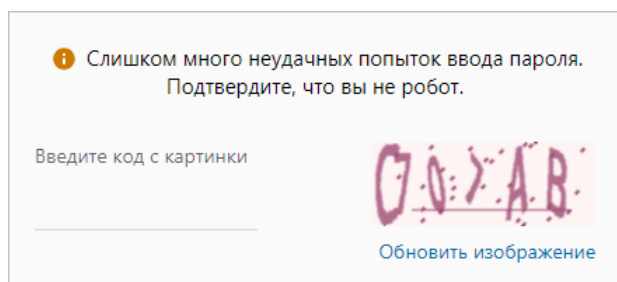 Слишком много неудачных попыток ввода пароля.
Подтвердите, что вы не робот.
Введите код с картинки
Обновить изображение